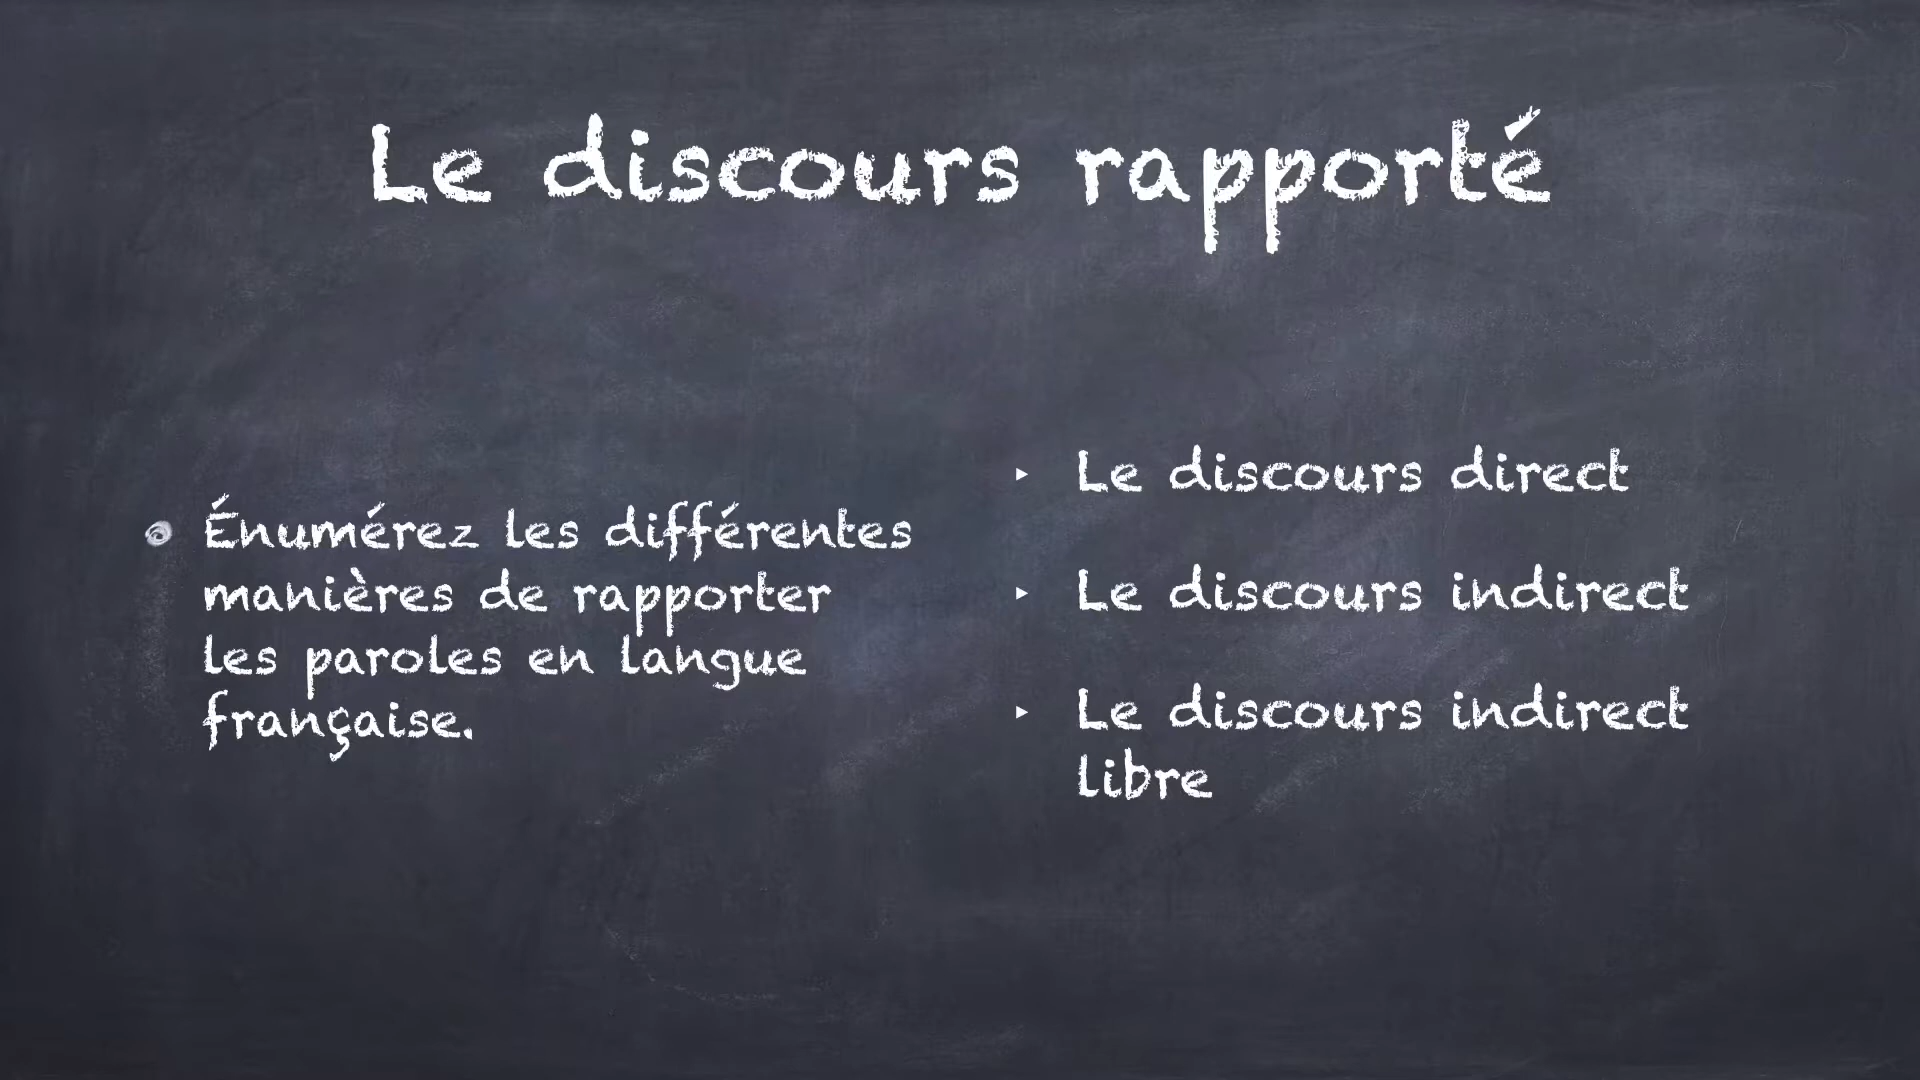 Le discours rapporté
Énumérez les différentes
manières de rapporter
les paroles en langue
française.
Le discours direct
Le discours indirect
Le discours indirect
libre